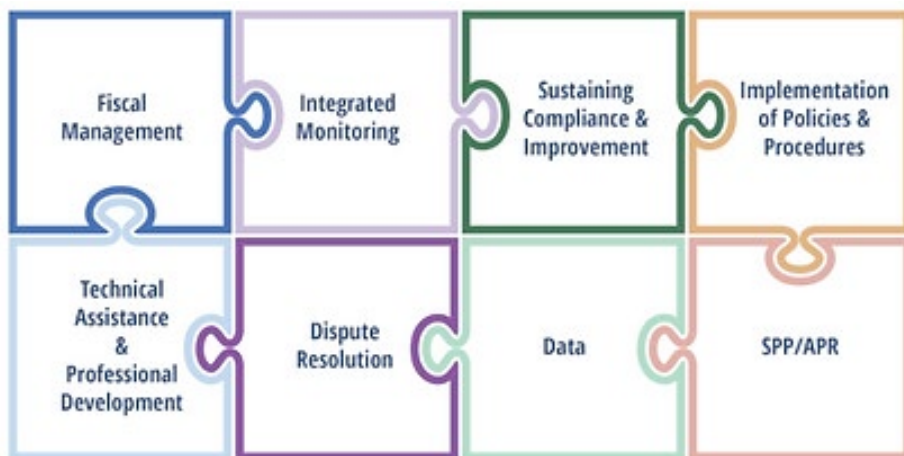 Fiscal
Management
Integrated
Monitoring
Sustaining
Compliance &
Improvement
Implementation
of Policies &
Procedures
Technical
Assistance
&
Professional
Development
Dispute
Resolution
Data
SPP/APR